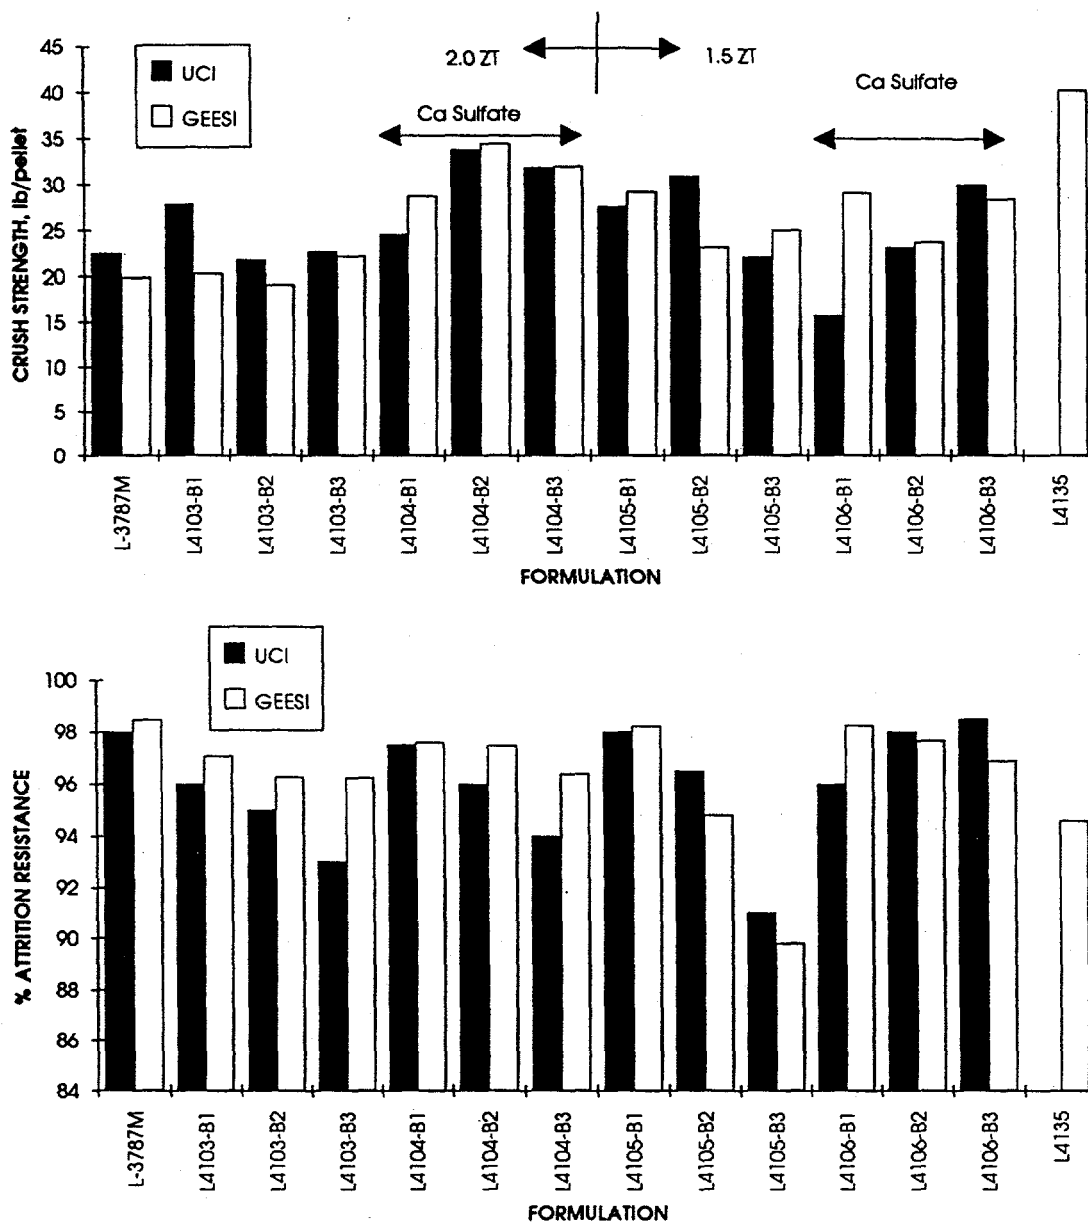 45
40
35
30
25
20
15
10
5
0
CRUSH STRENGTH, lb/pellet
UCI
GEESI
2.0 ZT
1.5 ZT
Ca Sulfate
Ca Sulfate
L-3787M
L4103-B1
L4103-B2
L4103-B3
L4104-B1
L4104-B2
L4104-B3
L4105-B1
L4105-B2
L4105-B3
L4106-B1
L4106-B2
L4106-B3
L4135
FORMULATION
UCI
GEESI
100
98
96
94
92
90
88
86
84
% ATTRITION RESISTANCE
L-3787M
L4103-B1
L4103-B2
L4103-B3
L4104-B1
L4104-B2
L4104-B3
L4105-B1
L4105-B2
L4105-B3
L4106-B1
L4106-B2
L4106-B3
L4135
FORMULATION